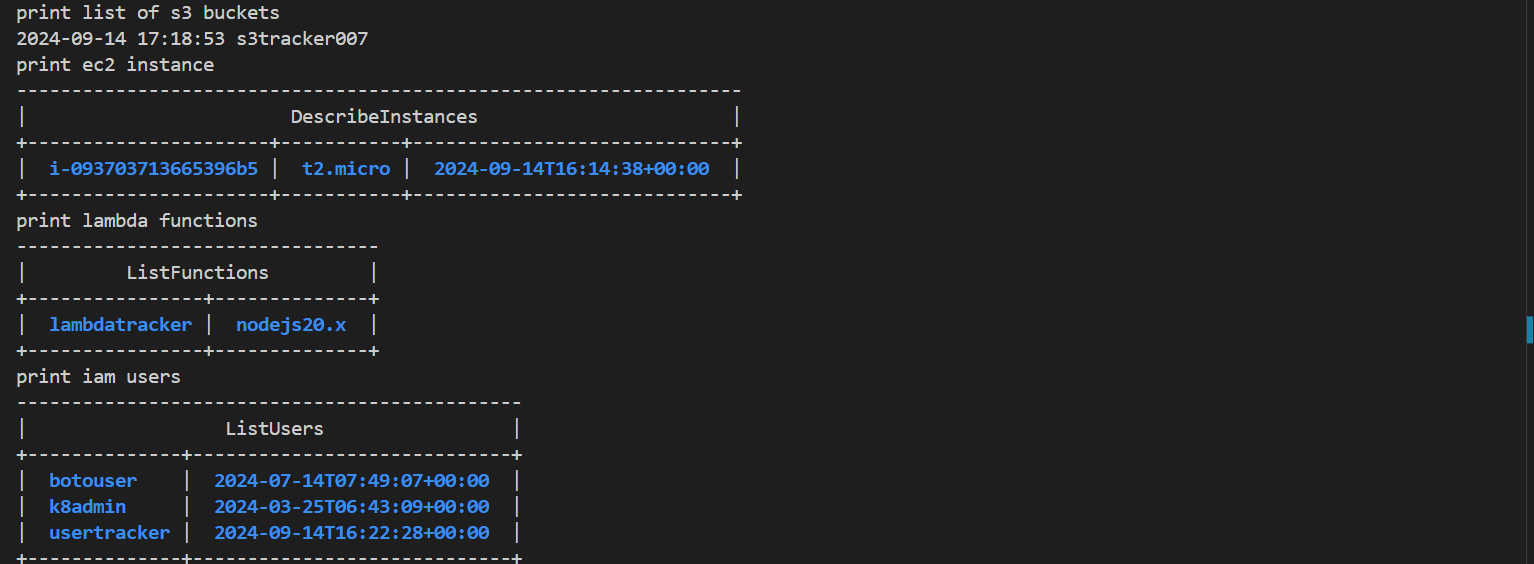 print list of s3 buckets
2024-09-14 17:18:53 s3tracker007
print ec2 instance
------------------------------------------------------------------
|                        DescribeInstances                       |
+----------------------+-----------+-----------------------------+
|  i-093703713665396b5 |  t2.micro |  2024-09-14T16:14:38+00:00  |
+----------------------+-----------+-----------------------------+
print lambda functions
---------------------------------
|         ListFunctions         |
+----------------+--------------+
|  lambdatracker |  nodejs20.x  |
+----------------+--------------+
print iam users
----------------------------------------------
|                  ListUsers                 |
+--------------+-----------------------------+
|  botouser    |  2024-07-14T07:49:07+00:00  |
|  k8admin     |  2024-03-25T06:43:09+00:00  |
|  usertracker |  2024-09-14T16:22:28+00:00  |
+--------------+-----------------------------+